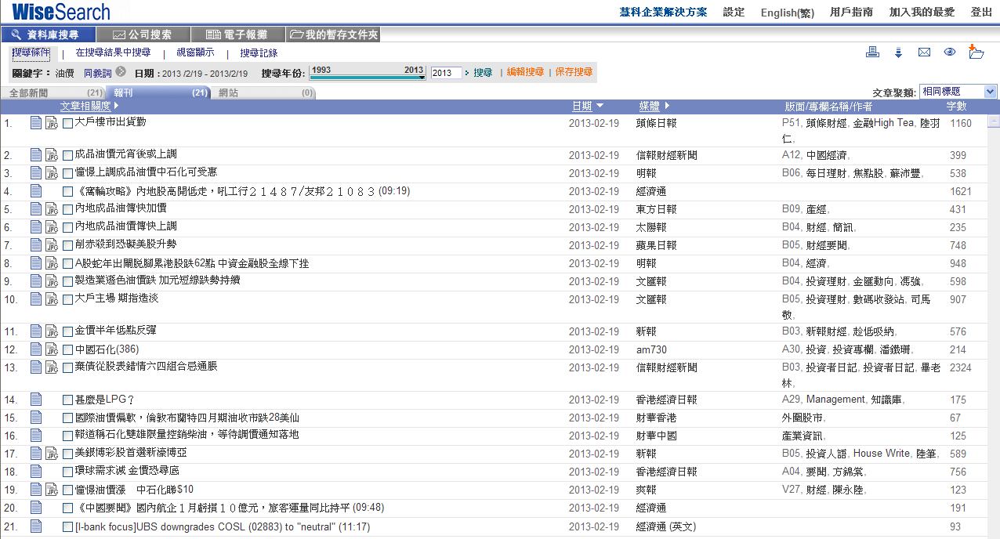 WiseSearch
慧科企業解決方案 設定 English(繁) 用戶指南 加入我的最愛 登出
資料庫搜尋 公司搜索 電子報攤 我的暫存文件夾
搜尋條件 | 在搜尋結果中搜尋 | 視窗顯示 | 搜尋記錄
關鍵字： 油價 同義詞 日期：2013 /2/19 - 2013/2/19 搜尋年份: 1993 2013 2013 搜尋 | 編輯搜尋 | 保存搜尋
全部新聞 (21) 報刊 (21) 網站 (0) 文章聚類: 相同標題
文章相關度 日期 媒體 版面/專欄名稱/作者 字數
1. 大戶樓市出貨勤 2013-02-19 頭條日報 P51, 頭條財經, 金融High Tea, 陸羽 1160
仁,
2. 成品油價元宵後或上調 2013-02-19 信報財經新聞 A12, 中國經濟, 399
3. 憧憬上調成品油價中石化可受惠 2013-02-19 明報 B06, 每日理財, 焦點股, 蘇沛豐, 538
4. 《窩輪攻略》內地股高開低走，吼工行２１４８７/友邦２１０８３ (09:19) 2013-02-19 經濟通 1621
5. 內地成品油傳快加價 2013-02-19 東方日報 B09, 產經, 431
6. 內地成品油價傳快上調 2013-02-19 太陽報 B04, 財經, 簡訊, 235
7. 削赤殺到恐礙美股升勢 2013-02-19 蘋果日報 B05, 財經要聞, 748
8. A股蛇年出閘脫腳累港股跌62點 中資金融股全線下挫 2013-02-19 明報 B04, 經濟, 948
9. 製造業遜色油價跌 加元短線跌勢持續 2013-02-19 文匯報 B04, 投資理財, 金匯動向, 馮強, 598
10. 大戶主場 期指造淡 2013-02-19 文匯報 B05, 投資理財, 數碼收發站, 司馬 907
敬,
11. 金價半年低點反彈 2013-02-19 新報 B03, 新報財經, 趁低吸納, 576
12. 中國石化(386) 2013-02-19 am730 A30, 投資, 投資專欄, 潘鐵珊, 214
13. 棄債從股表錯情六四組合忌通脹 2013-02-19 信報財經新聞 B03, 投資者日記, 投資者日記, 畢老 2324
林,
14. 甚麼是LPG？ 2013-02-19 香港經濟日報 A29, Management, 知識庫, 175
15. 國際油價偏軟，倫敦布蘭特四月期油收市跌28美仙 2013-02-19 財華香港 外圍股市, 67
16. 報道稱石化雙雄限量控銷柴油，等待調價通知落地 2013-02-19 財華中國 產業資訊, 125
17. 美銀博彩股首選新濠博亞 2013-02-19 新報 B05, 投資人語, House Write, 陸筆, 589
18. 環球需求減 金價恐尋底 2013-02-19 香港經濟日報 A04, 要聞, 方錦棠, 756
19. 憧憬油價漲　中石化睇$10 2013-02-19 爽報 V27, 財經, 陳永陸, 123
20. 《中國要聞》國內航企１月虧損１０億元，旅客運量同比持平 (09:48) 2013-02-19 經濟通 191
21. [I-bank focus]UBS downgrades COSL (02883) to "neutral" (11:17) 2013-02-19 經濟通 (英文) 93